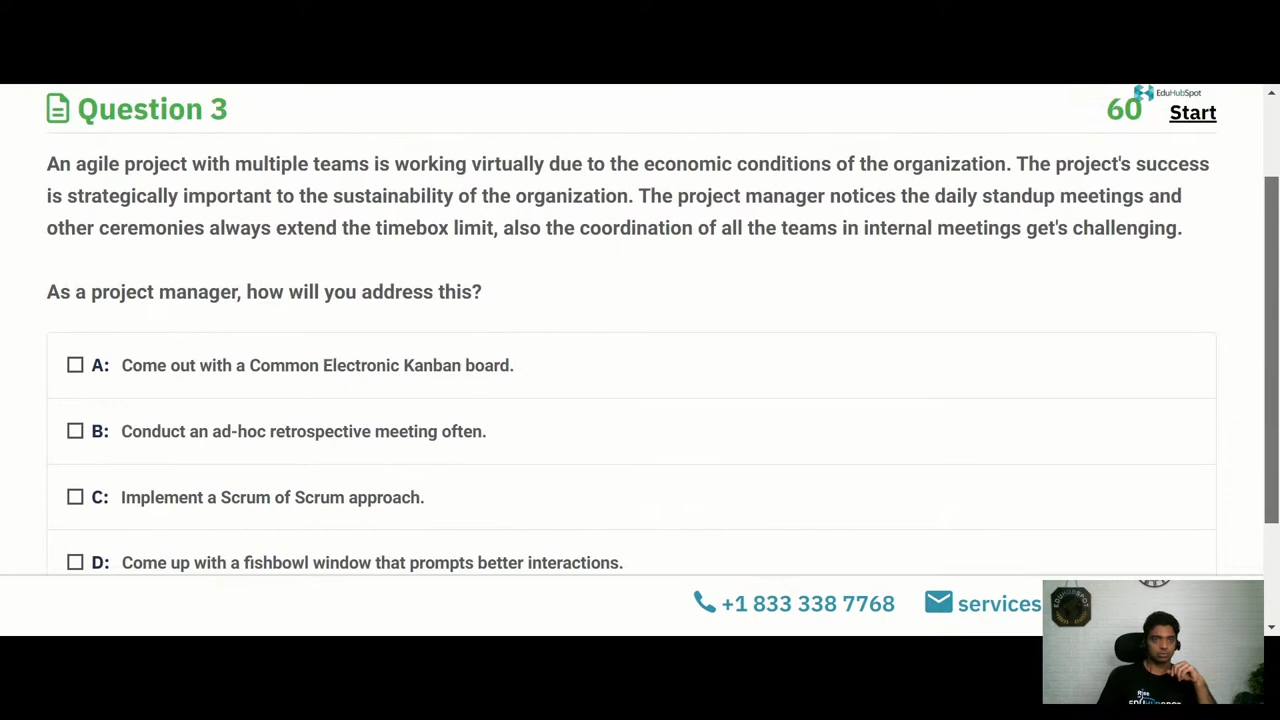 Question 3
60
EduHubSpot
Start
An agile project with multiple teams is working virtually due to the economic conditions of the organization. The project's success
is strategically important to the sustainability of the organization. The project manager notices the daily standup meetings and
other ceremonies always extend the timebox limit, also the coordination of all the teams in internal meetings get's challenging.
As a project manager, how will you address this?
A: Come out with a Common Electronic Kanban board.
B: Conduct an ad-hoc retrospective meeting often.
C: Implement a Scrum of Scrum approach.
D: Come up with a fishbowl window that prompts better interactions.
+1 833 338 7768
services
EDUHUBSPOT
Rise
EDUHUBSPOT